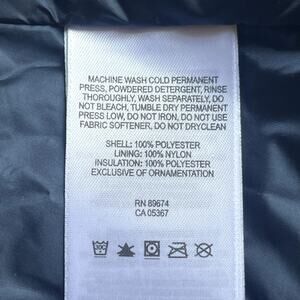 MACHINE WASH COLD PERMANENT
PRESS, POWDERED DETERGENT, RINSE
THOROUGHLY, WASH SEPARATELY, DO
NOT BLEACH, TUMBLE DRY PERMANENT
PRESS LOW, DO NOT IRON, DO NOT USE
FABRIC SOFTENER, DO NOT DRYCLEAN
SHELL: 100% POLYESTER
LINING: 100% NYLON
INSULATION: 100% POLYESTER
EXCLUSIVE OF ORNAMENTATION
RN 89674
CA 05367